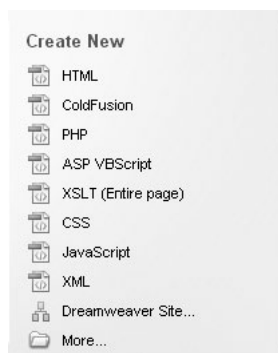 Create New
HTML
ColdFusion
PHP
ASP VBScript
XSLT (Entire page)
CSS
JavaScript
XML
Dreamweaver Site...
More...